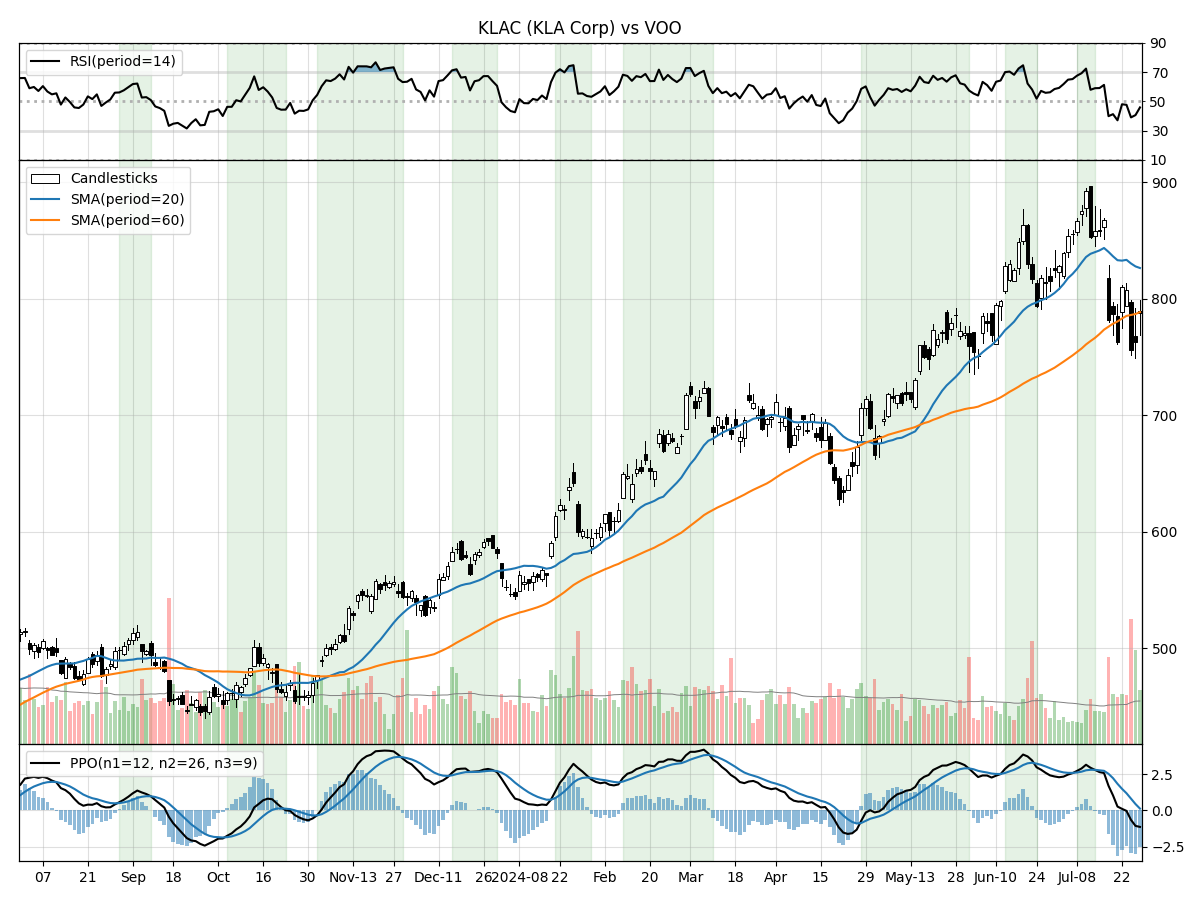 KLAC (KLA Corp) vs VOO
RSI(period=14)
90
70
50
30
10
Candlesticks
SMA(period=20)
SMA(period=60)
900
800
700
600
500
PPO(n1=12, n2=26, n3=9)
2.5
0.0
−2.5
07 21 Sep 18 Oct 16 30 Nov-13 27 Dec-11 26 2024-08 22 Feb 20 Mar 18 Apr 15 29 May-13 28 Jun-10 24 Jul-08 22